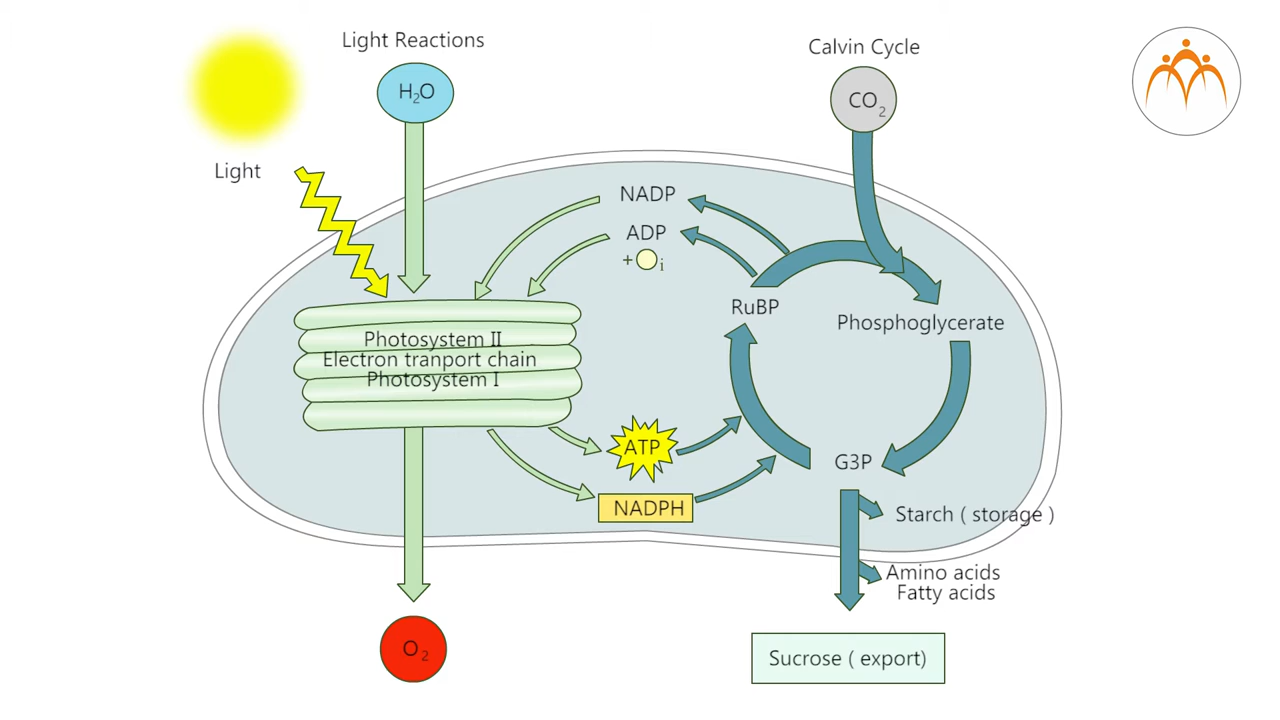 Light Reactions
Calvin Cycle
H2O
CO2
Light
NADP
ADP
+ i
RuBP
Phosphoglycerate
Photosystem II
Electron tranport chain
Photosystem I
ATP
G3P
NADPH
Starch ( storage )
Amino acids
Fatty acids
O2
Sucrose ( export)